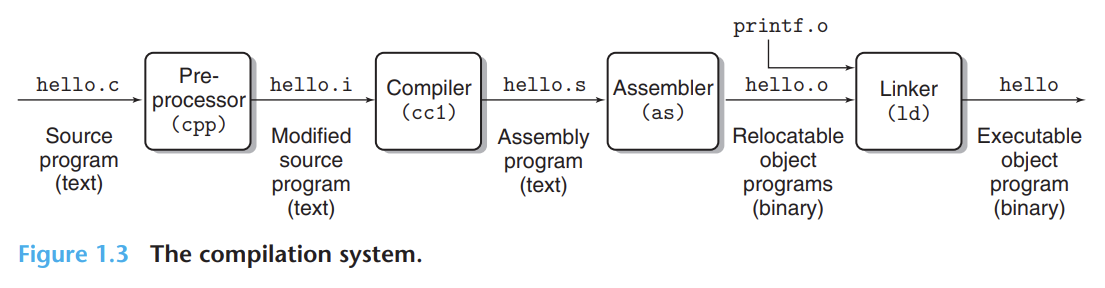 printf.o
hello.c
Pre-
processor
(cpp)
hello.i
Compiler
(cc1)
hello.s
Assembler
(as)
hello.o
Linker
(ld)
hello
Source
program
(text)
Modified
source
program
(text)
Assembly
program
(text)
Relocatable
object
programs
(binary)
Executable
object
program
(binary)
Figure 1.3 The compilation system.